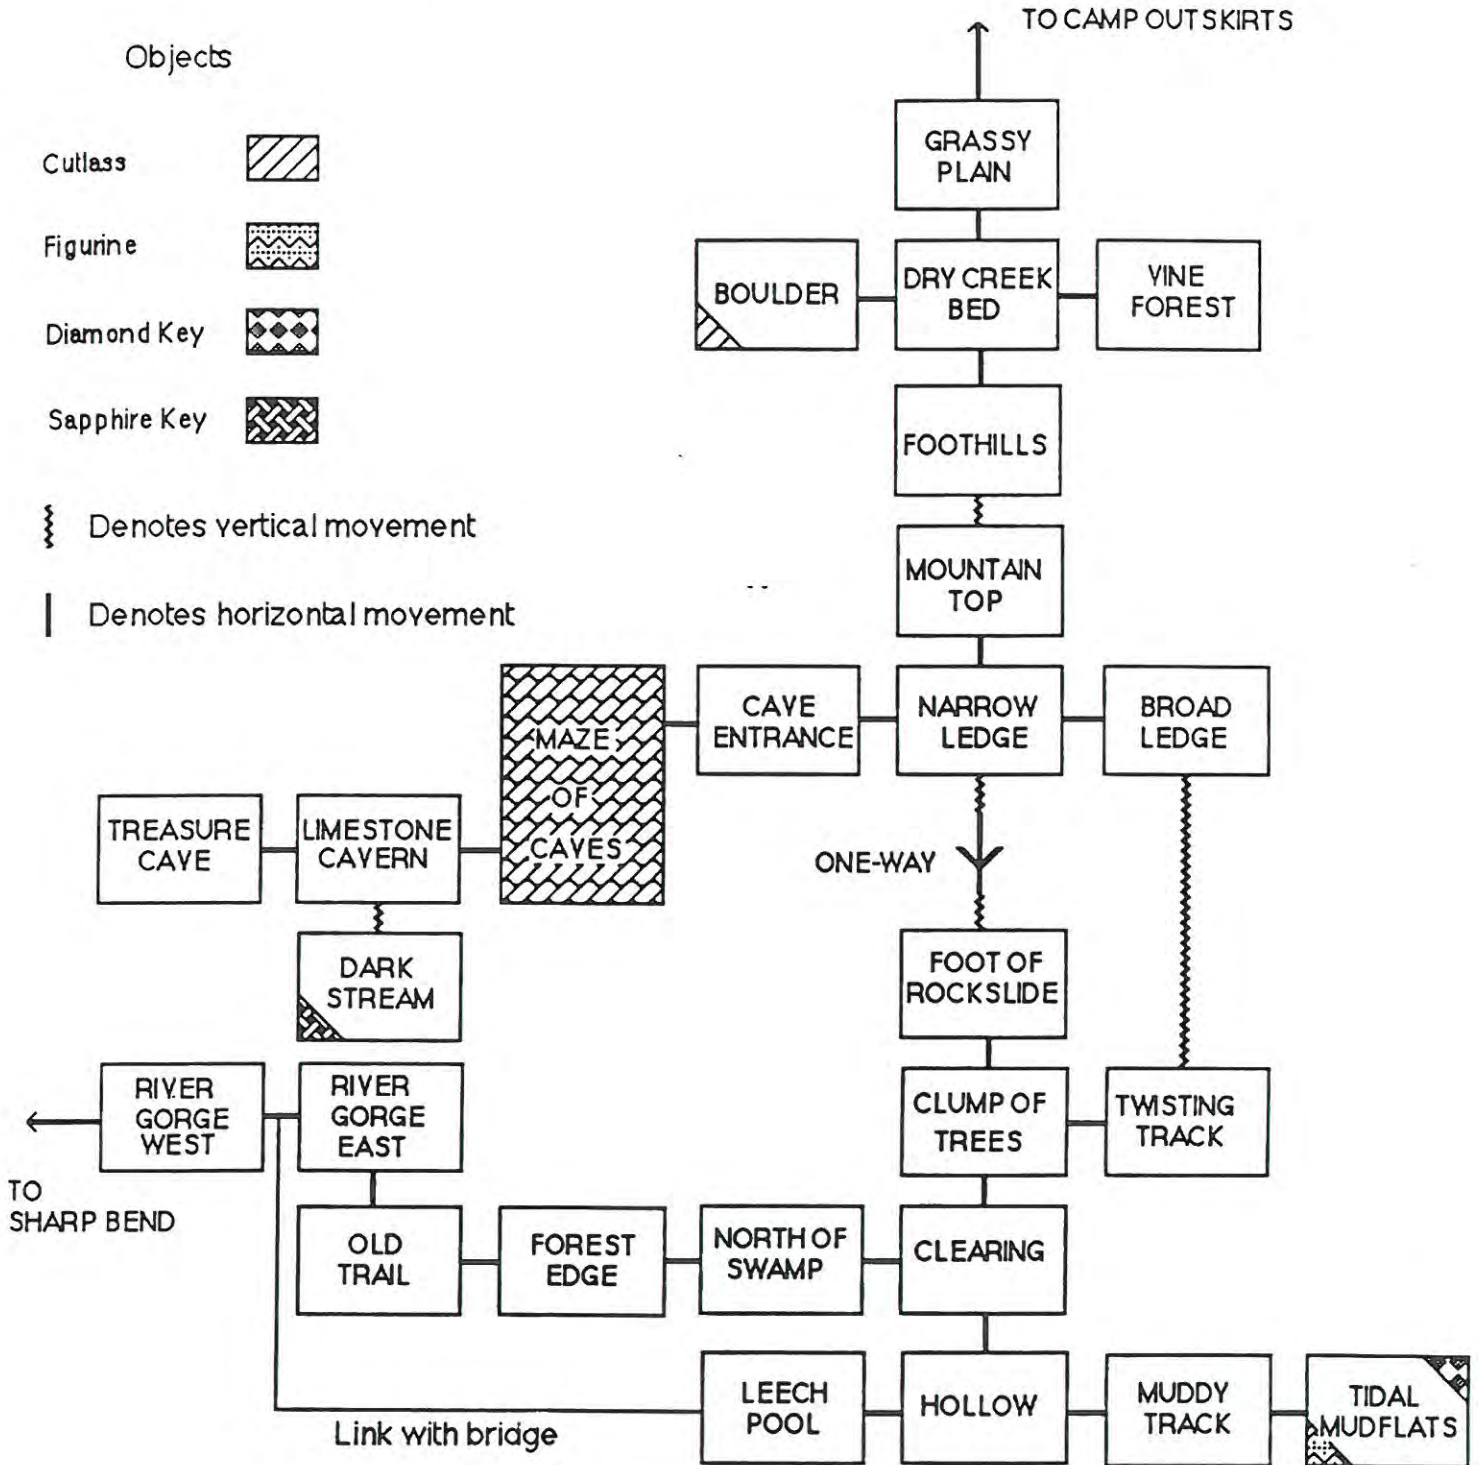 TO CAMP OUTSKIRTS
Objects
Cutlass
Figurine
Diamond Key
Sapphire Key
Denotes vertical movement
Denotes horizontal movement
GRASSY
PLAIN
BOULDER
DRY CREEK
BED
VINE
FOREST
FOOTHILLS
MOUNTAIN
TOP
MAZE
OF
CAVES
CAVE
ENTRANCE
NARROW
LEDGE
BROAD
LEDGE
TREASURE
CAVE
LIMESTONE
CAVERN
ONE-WAY
DARK
STREAM
FOOT OF
ROCKSLIDE
RIVER
GORGE
WEST
RIVER
GORGE
EAST
CLUMP OF
TREES
TWISTING
TRACK
TO
SHARP BEND
OLD
TRAIL
FOREST
EDGE
NORTH OF
SWAMP
CLEARING
Link with bridge
LEECH
POOL
HOLLOW
MUDDY
TRACK
TIDAL
MUDFLATS